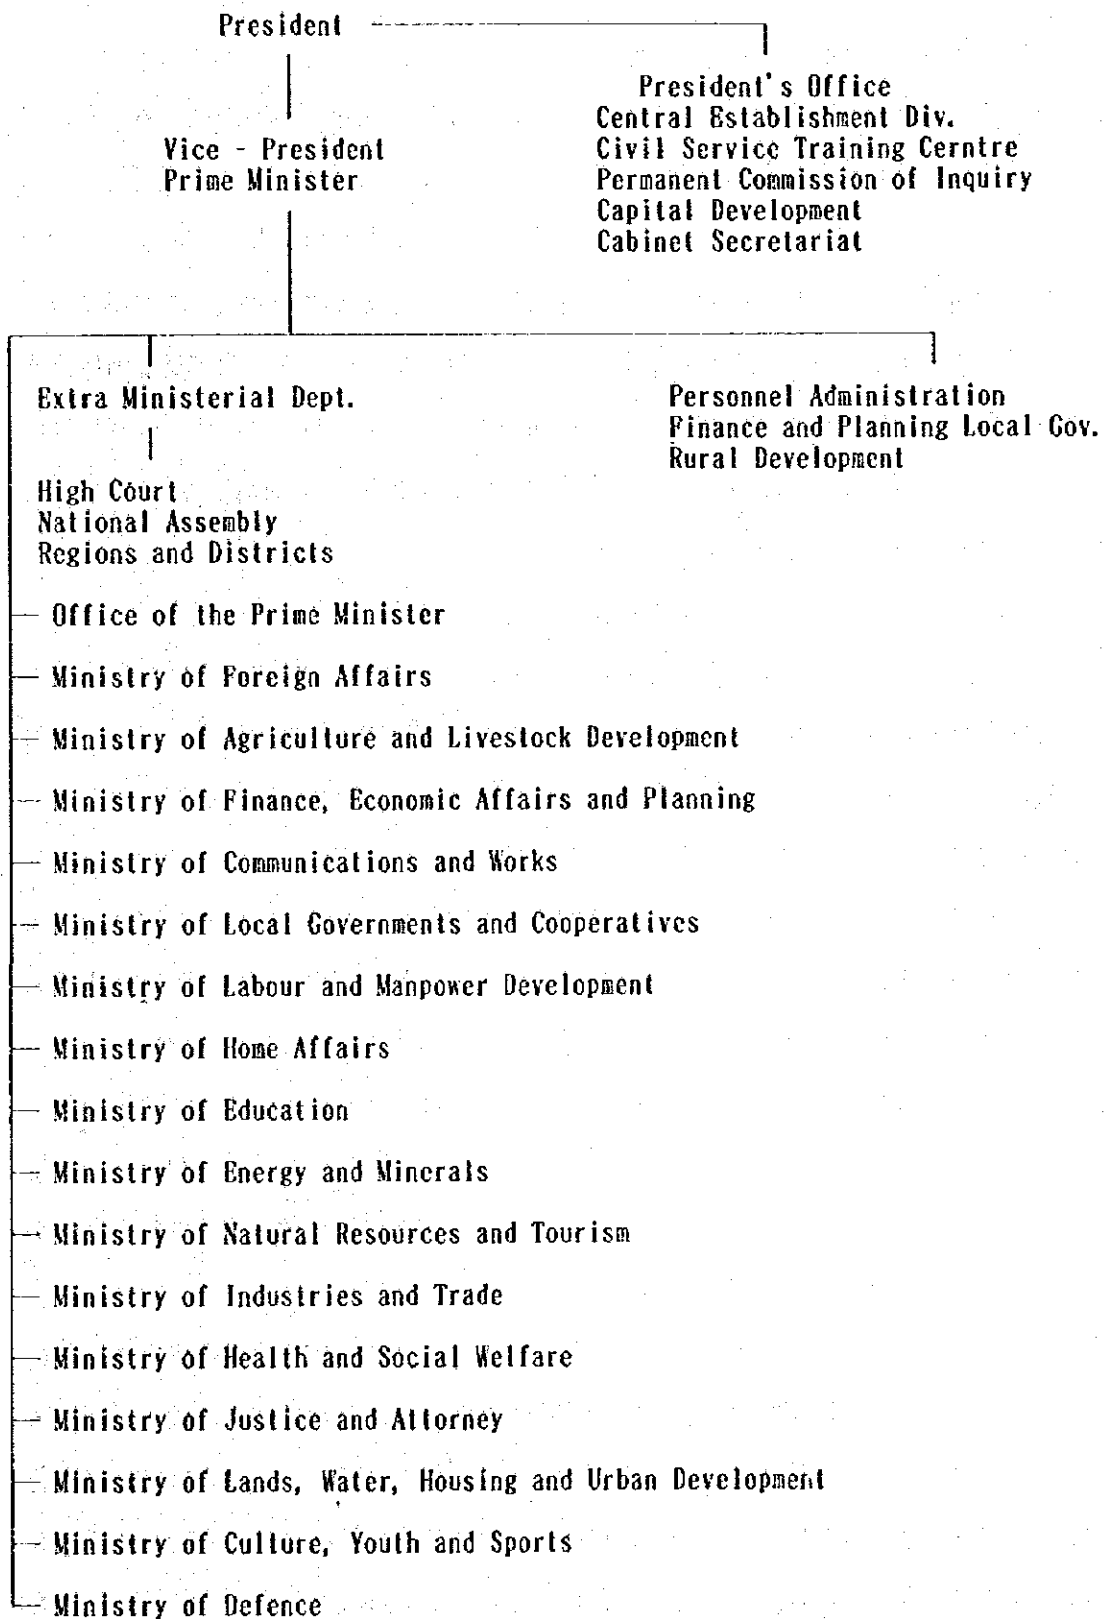 President
President's Office
Central Establishment Div.
Civil Service Training Cerntre
Permanent Commission of Inquiry
Capital Development
Cabinet Secretariat
Vice - President
Prime Minister
Extra Ministerial Dept.
High Court
National Assembly
Regions and Districts
Personnel Administration
Finance and Planning Local Gov.
Rural Development
Office of the Prime Minister
Ministry of Foreign Affairs
Ministry of Agriculture and Livestock Development
Ministry of Finance, Economic Affairs and Planning
Ministry of Communications and Works
Ministry of Local Governments and Cooperatives
Ministry of Labour and Manpower Development
Ministry of Home Affairs
Ministry of Education
Ministry of Energy and Minerals
Ministry of Natural Resources and Tourism
Ministry of Industries and Trade
Ministry of Health and Social Welfare
Ministry of Justice and Attorney
Ministry of Lands, Water, Housing and Urban Development
Ministry of Culture, Youth and Sports
Ministry of Defence